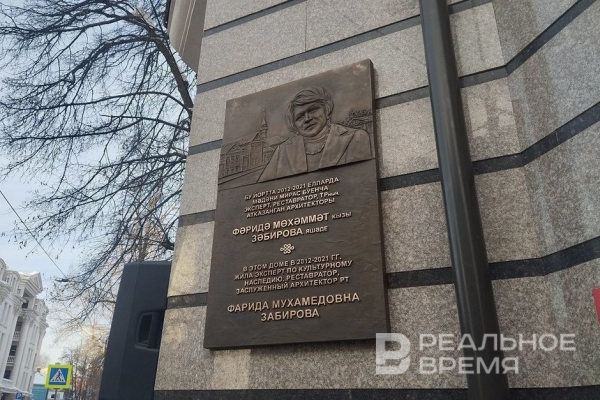 БУ ЙОРТТА 2012-2021 ЕЛЛАРДА
МӘДӘНИ МИРАС БУЕНЧА
ЭКСПЕРТ, РЕСТАВРАТОР, ТРның
АТКАЗАНГАН АРХИТЕКТОРЫ
ФӘРИДӘ МӨХӘММӘТ кызы
ЗӘБИРОВА яшәде
В ЭТОМ ДОМЕ В 2012-2021 ГГ.
ЖИЛА ЭКСПЕРТ ПО КУЛЬТУРНОМУ
НАСЛЕДИЮ, РЕСТАВРАТОР,
ЗАСЛУЖЕННЫЙ АРХИТЕКТОР РТ
ФАРИДА МУХАМЕДОВНА
ЗАБИРОВА
РЕАЛЬНОЕ
ВРЕМЯ